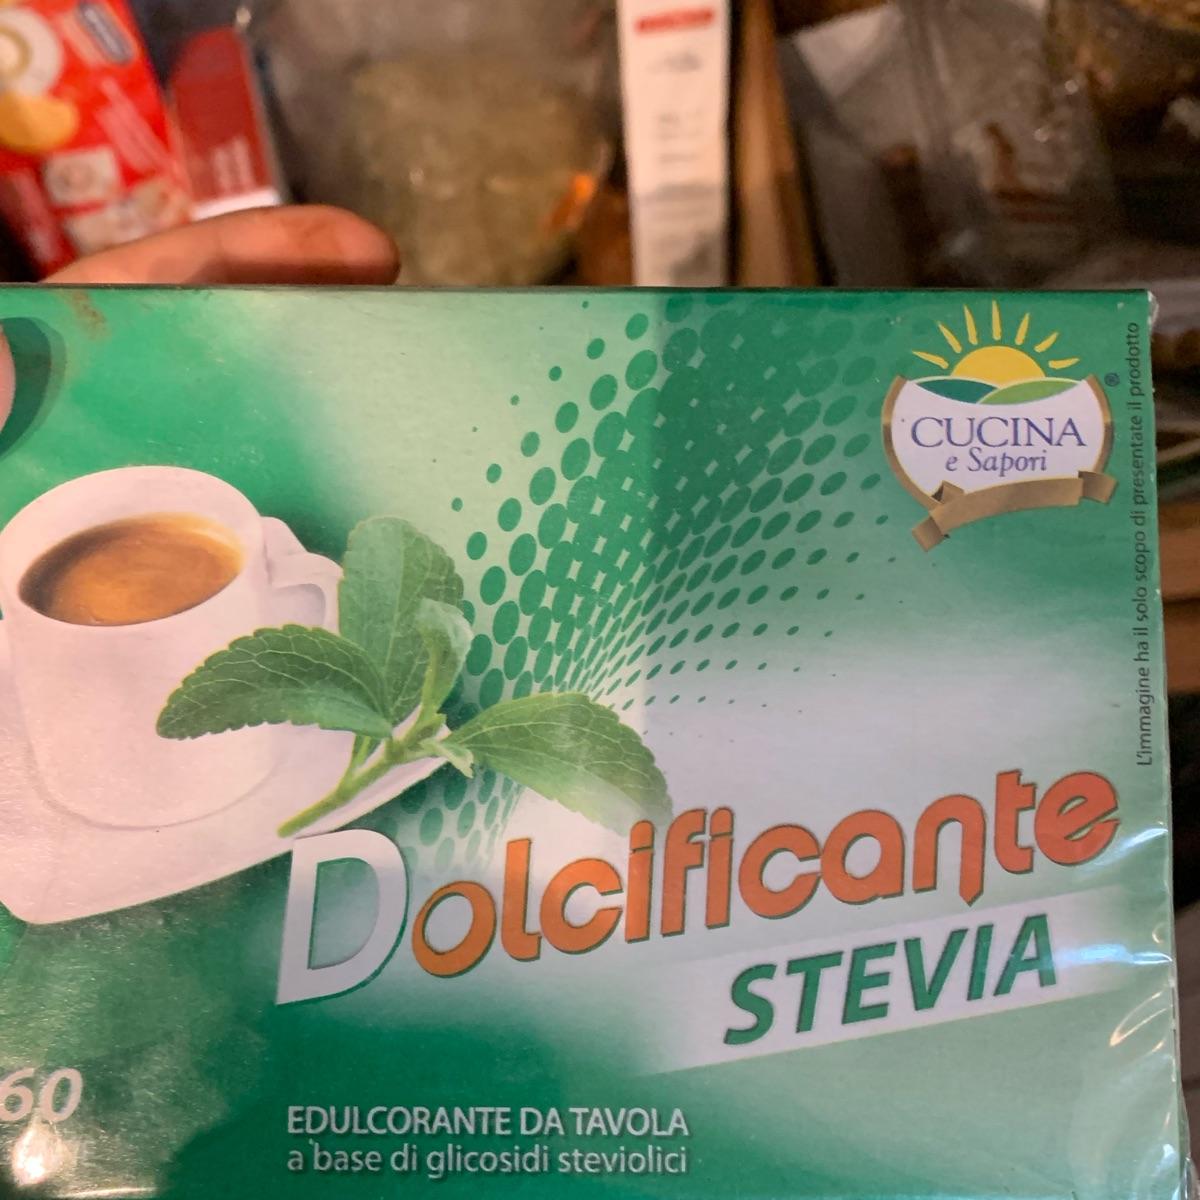 CUCINA
e Sapori
®
L'immagine ha il solo scopo di presentate il prodotto
Dolcificante
STEVIA
60
EDULCORANTE DA TAVOLA
a base di glicosidi steviolici